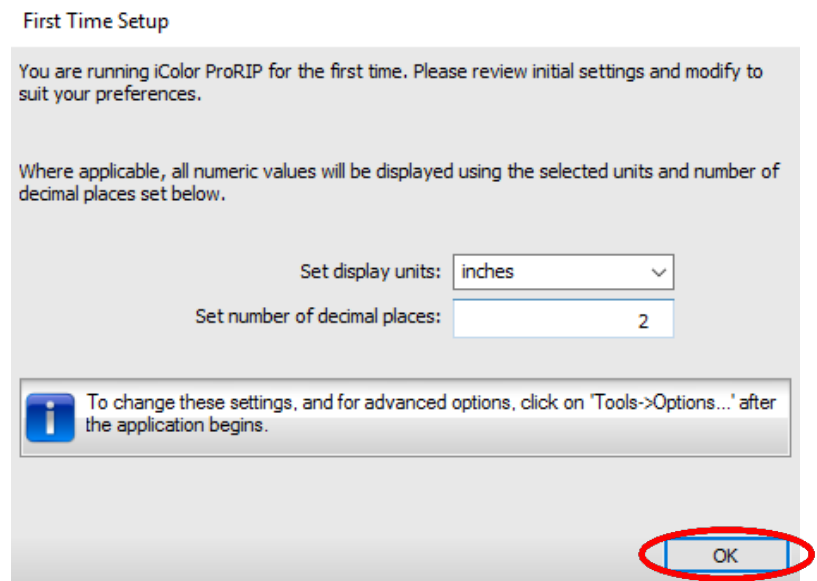 First Time Setup
You are running iColor ProRIP for the first time. Please review initial settings and modify to
suit your preferences.
Where applicable, all numeric values will be displayed using the selected units and number of
decimal places set below.
Set display units: inches
Set number of decimal places: 2
To change these settings, and for advanced options, click on 'Tools->Options...' after
the application begins.
OK